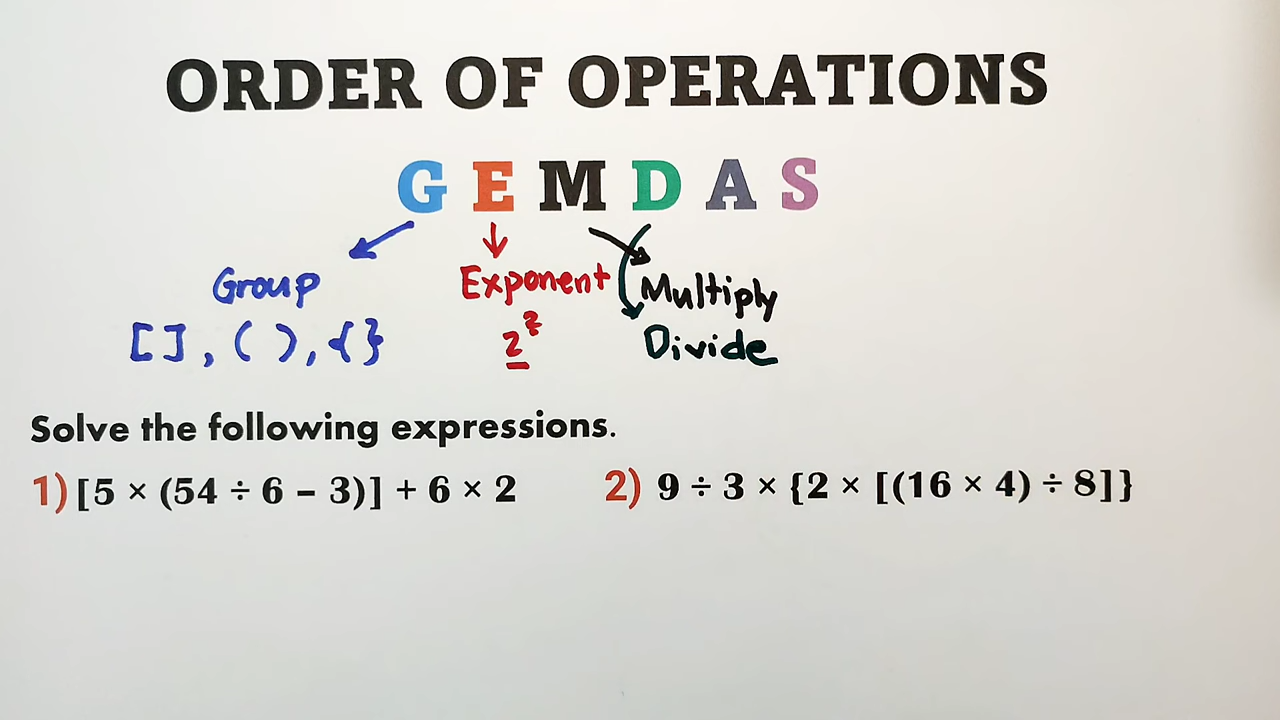 ORDER OF OPERATIONS
G E M D A S
Group
[ ] , ( ) , { }
Exponent
2²
Multiply
Divide
Solve the following expressions.
1) [5 × (54 ÷ 6 – 3)] + 6 × 2
2) 9 ÷ 3 × {2 × [(16 × 4) ÷ 8]}